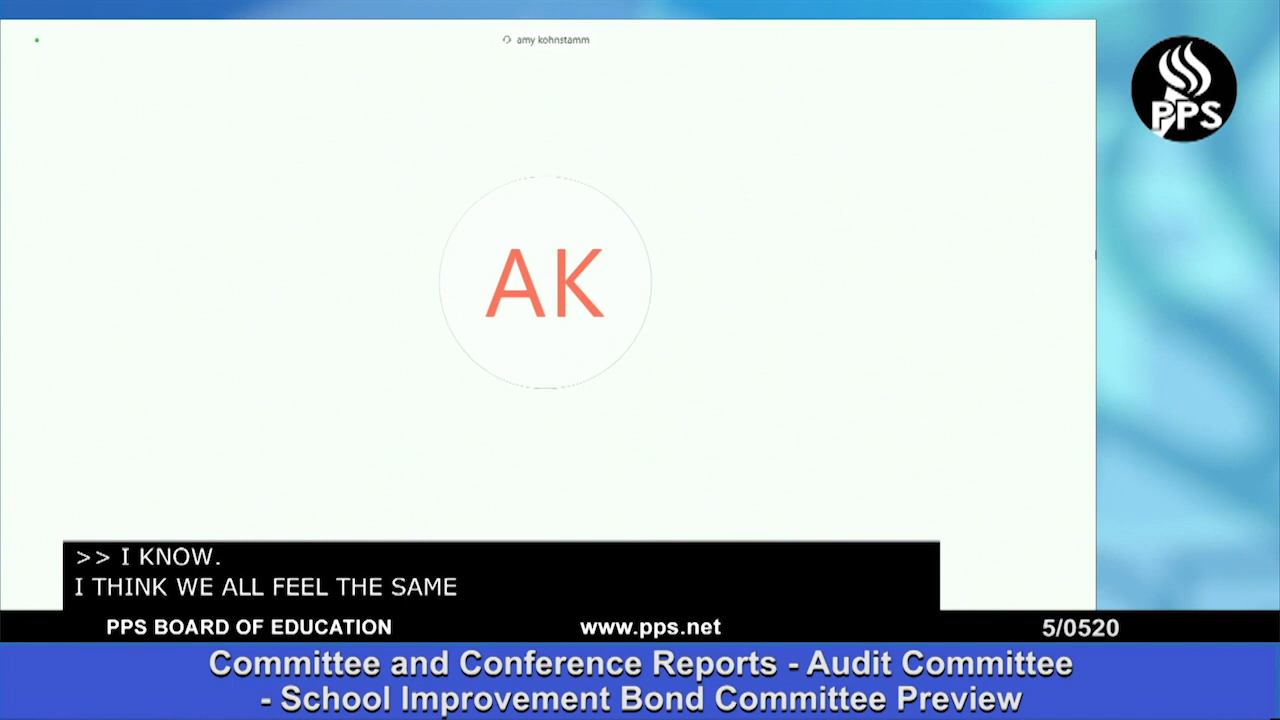 amy kohnstamm
PPS
AK
>> I KNOW.
I THINK WE ALL FEEL THE SAME
PPS BOARD OF EDUCATION www.pps.net 5/0520
Committee and Conference Reports - Audit Committee
- School Improvement Bond Committee Preview